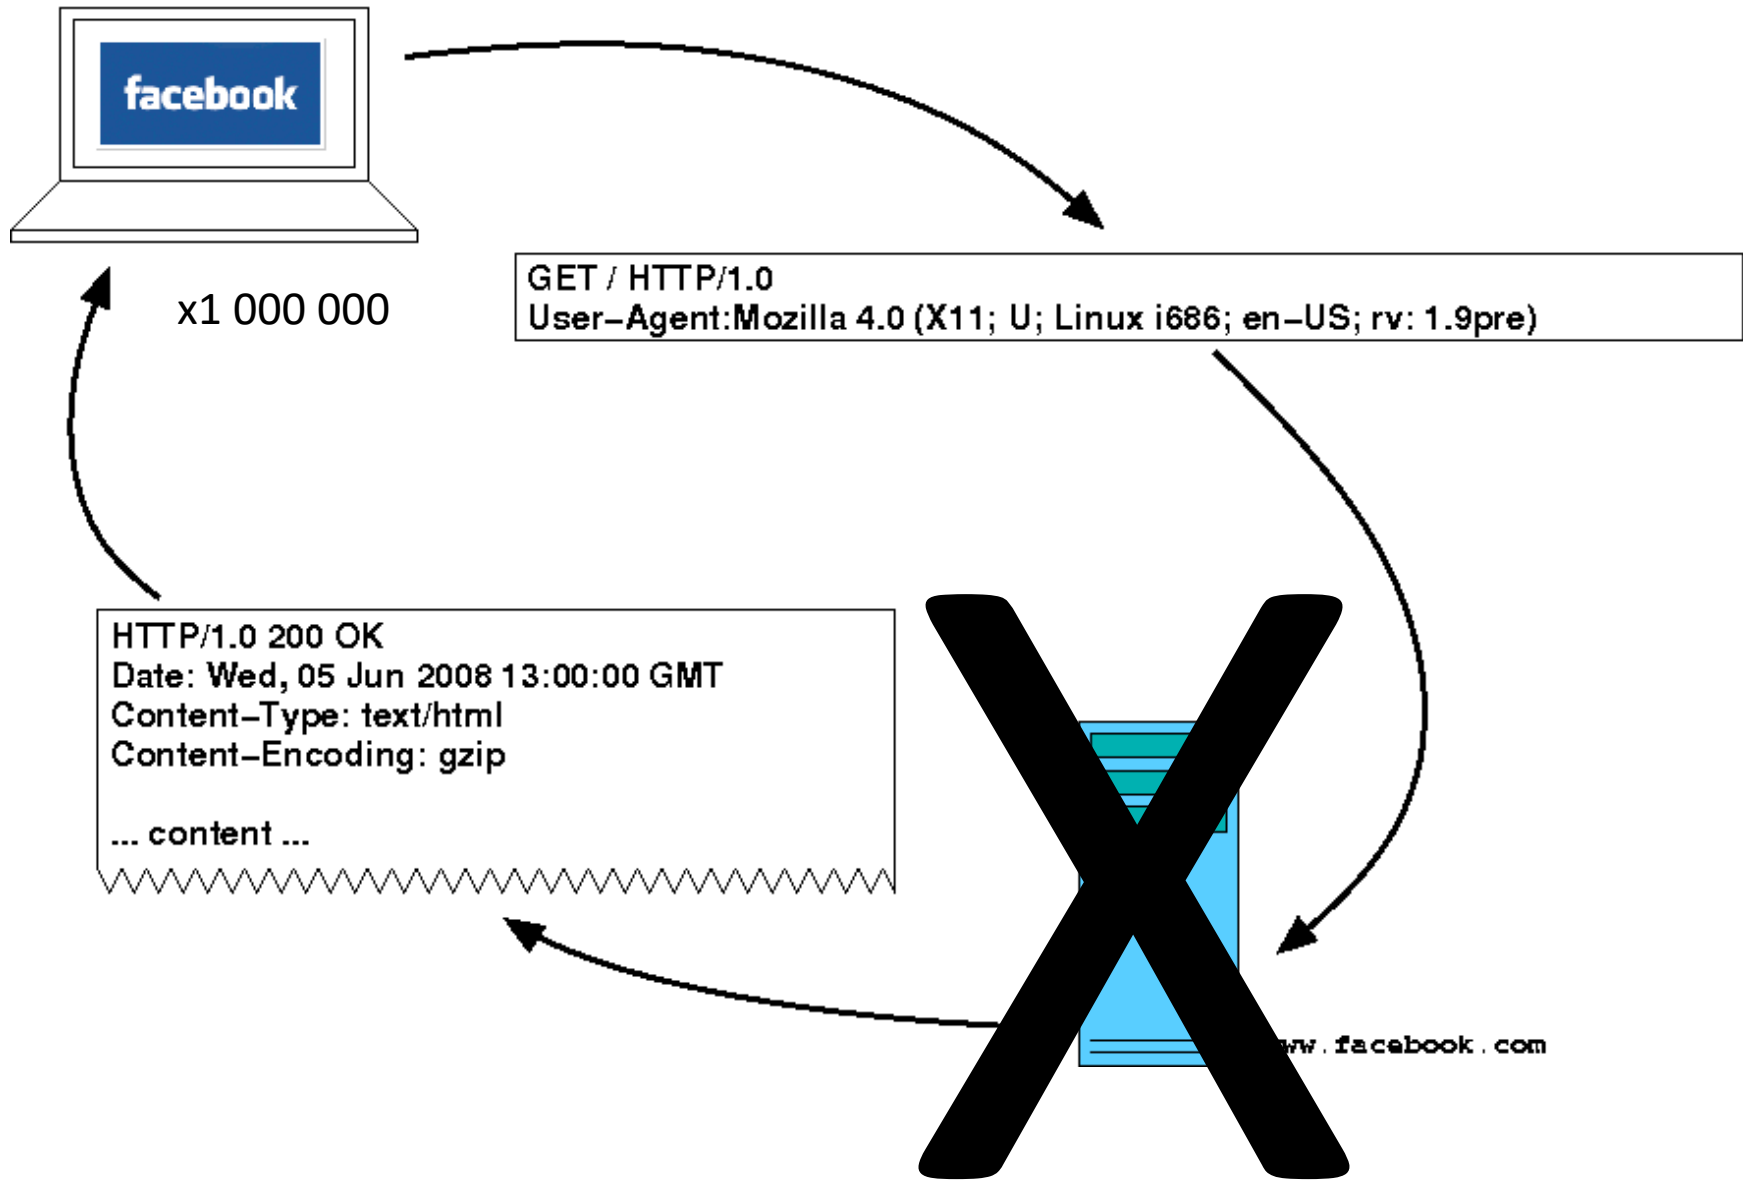 facebook
x1 000 000
GET / HTTP/1.0
User-Agent:Mozilla 4.0 (X11; U; Linux i686; en-US; rv: 1.9pre)
HTTP/1.0 200 OK
Date: Wed, 05 Jun 2008 13:00:00 GMT
Content-Type: text/html
Content-Encoding: gzip
... content ...
ww.facebook.com